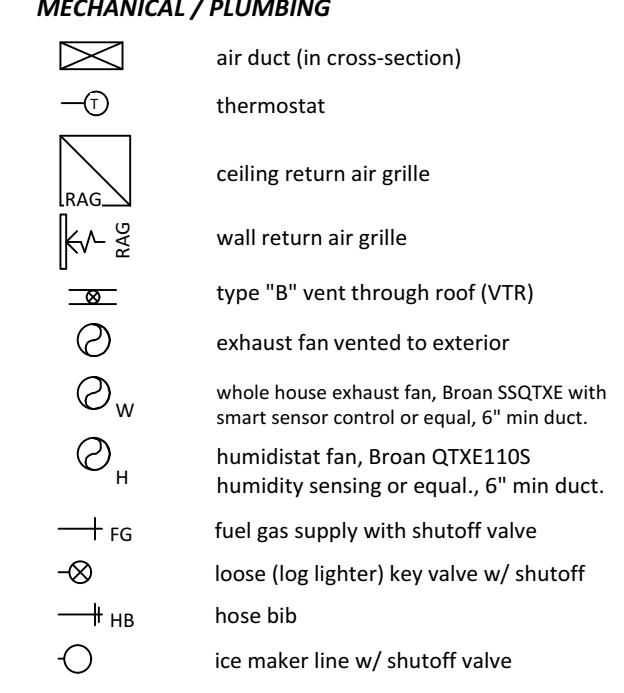 MECHANICAL / PLUMBING
air duct (in cross-section)
T
thermostat
RAG
ceiling return air grille
RAG
wall return air grille
type "B" vent through roof (VTR)
exhaust fan vented to exterior
W
whole house exhaust fan, Broan SSQTXE with
smart sensor control or equal, 6" min duct.
H
humidistat fan, Broan QTXE110S
humidity sensing or equal., 6" min duct.
FG
fuel gas supply with shutoff valve
loose (log lighter) key valve w/ shutoff
HB
hose bib
ice maker line w/ shutoff valve